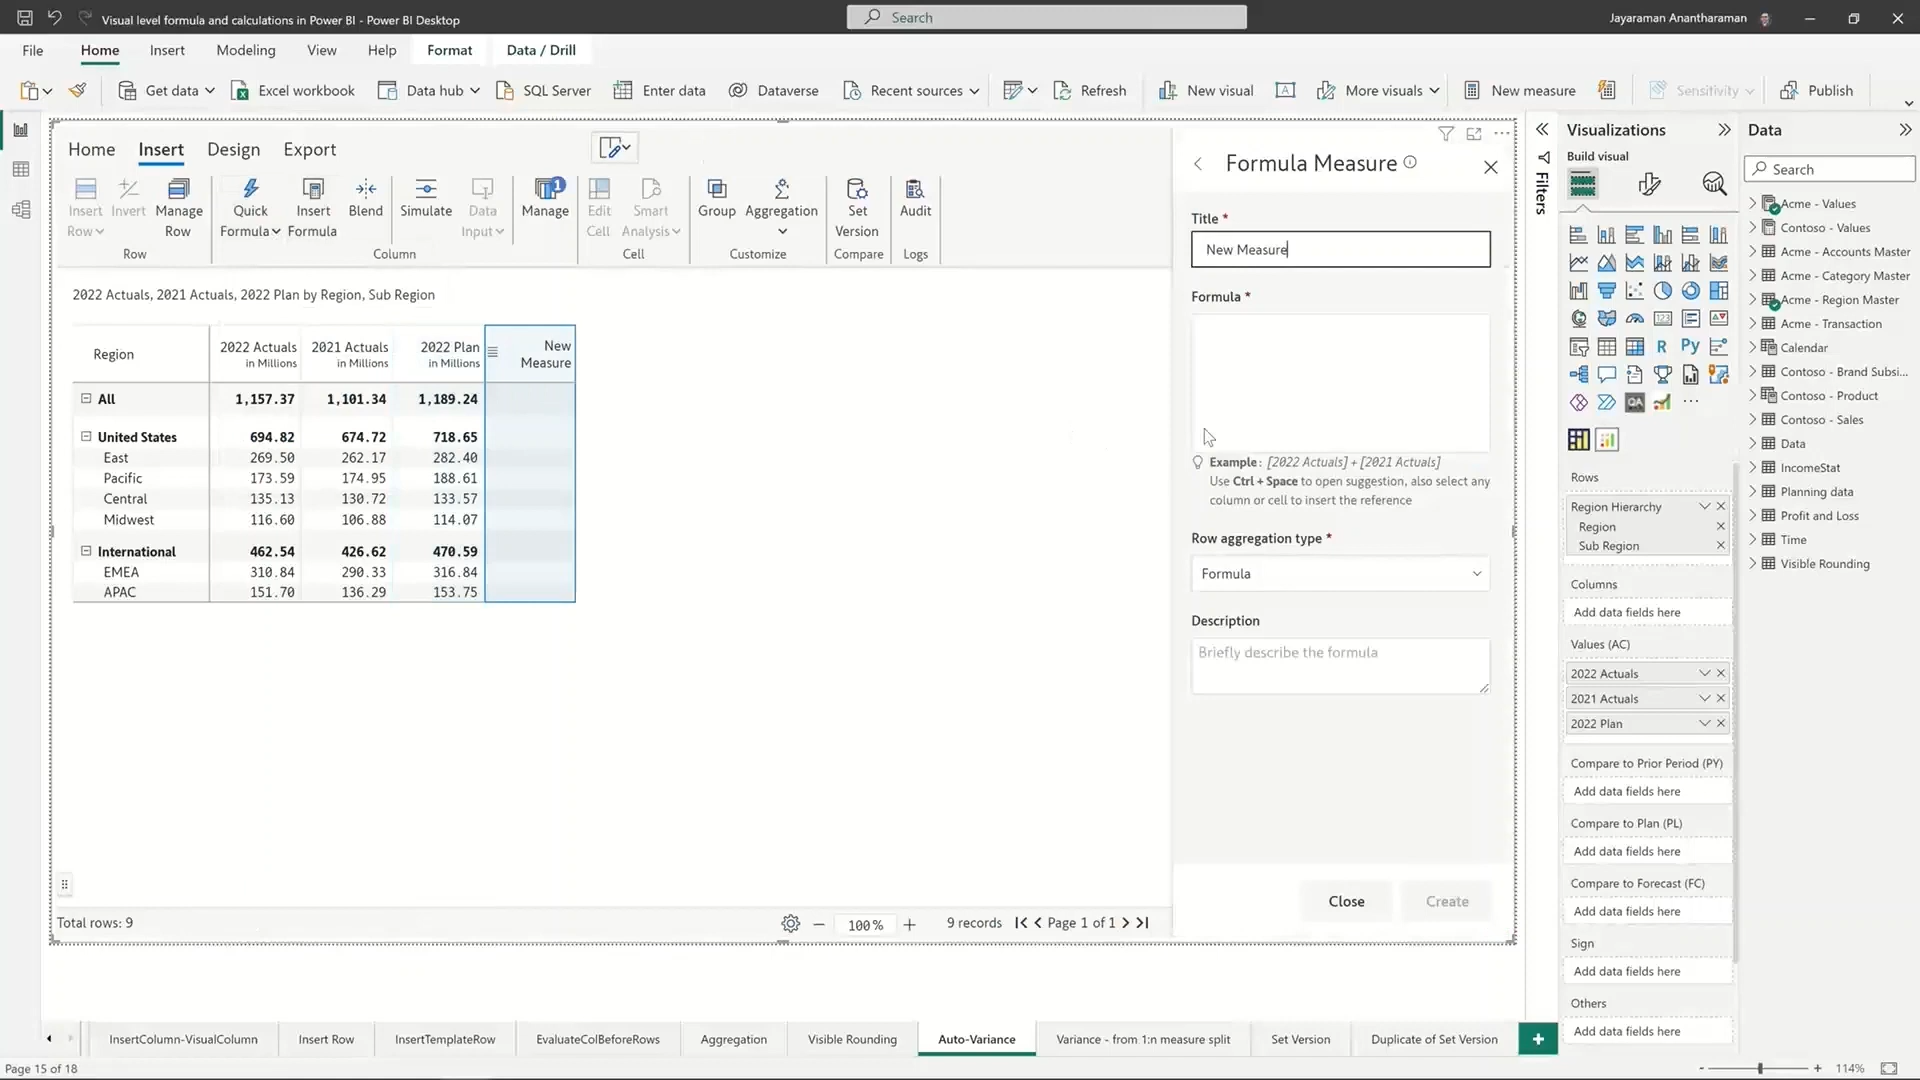 Visual level formula and calculations in Power BI - Power BI Desktop
Search
Jayaraman Anantharaman
File
Home
Insert
Modeling
View
Help
Format
Data / Drill
Get data
Excel workbook
Data hub
SQL Server
Enter data
Dataverse
Recent sources
Refresh
New visual
More visuals
New measure
Sensitivity
Publish
Home
Insert
Design
Export
Insert Row
Invert
Manage Row
Row
Quick Formula
Insert Formula
Blend
Column
Simulate
Data Input
Manage
1
Edit Cell
Smart Analysis
Cell
Group
Aggregation
Customize
Set Version
Compare
Audit
Logs
2022 Actuals, 2021 Actuals, 2022 Plan by Region, Sub Region
Region
2022 Actuals in Millions
2021 Actuals in Millions
2022 Plan in Millions
New Measure
All 1,157.37 1,101.34 1,189.24
United States 694.82 674.72 718.65
East 269.50 262.17 282.40
Pacific 173.59 174.95 188.61
Central 135.13 130.72 133.57
Midwest 116.60 106.88 114.07
International 462.54 426.62 470.59
EMEA 310.84 290.33 316.84
APAC 151.70 136.29 153.75
Total rows: 9
100 %
9 records
Page 1 of 1
Formula Measure
Title *
New Measure
Formula *
Example: [2022 Actuals] + [2021 Actuals]
Use Ctrl + Space to open suggestion, also select any
column or cell to insert the reference
Row aggregation type *
Formula
Description
Briefly describe the formula
Close
Create
Filters
Visualizations
Build visual
123
R
Py
QA
Rows
Region Hierarchy
Region
Sub Region
Columns
Add data fields here
Values (AC)
2022 Actuals
2021 Actuals
2022 Plan
Compare to Prior Period (PY)
Add data fields here
Compare to Plan (PL)
Add data fields here
Compare to Forecast (FC)
Add data fields here
Sign
Add data fields here
Others
Add data fields here
Data
Search
Acme - Values
Contoso - Values
Acme - Accounts Master
Acme - Category Master
Acme - Region Master
Acme - Transaction
Calendar
Contoso - Brand Subsi...
Contoso - Product
Contoso - Sales
Data
IncomeStat
Planning data
Profit and Loss
Time
Visible Rounding
InsertColumn-VisualColumn
Insert Row
InsertTemplateRow
EvaluateColBeforeRows
Aggregation
Visible Rounding
Auto-Variance
Variance - from 1:n measure split
Set Version
Duplicate of Set Version
Page 15 of 18
114%